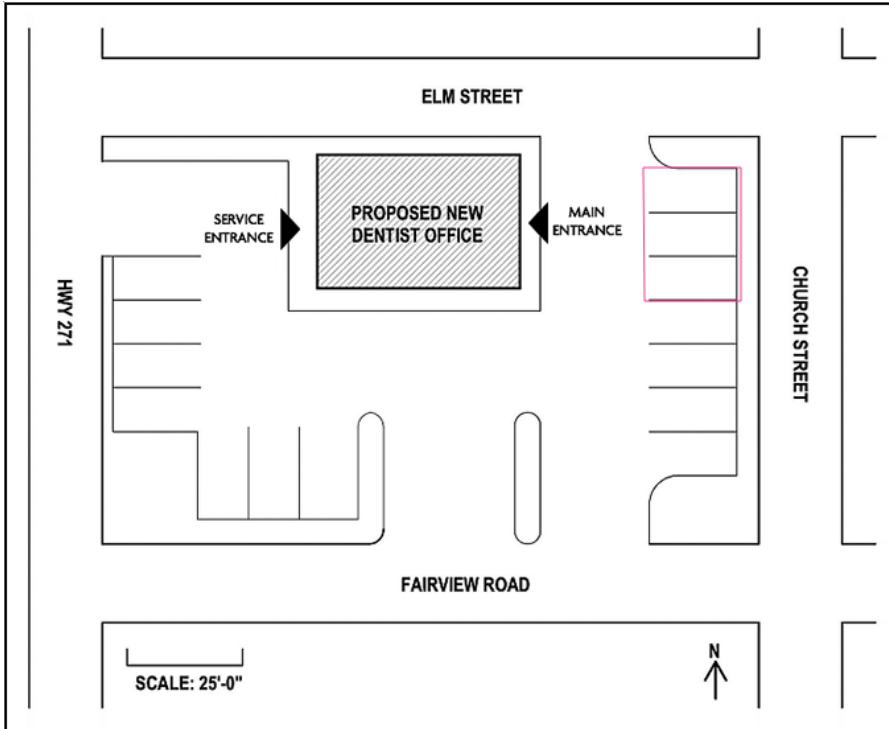 ELM STREET
SERVICE
ENTRANCE
PROPOSED NEW
DENTIST OFFICE
MAIN
ENTRANCE
HWY 271
CHURCH STREET
FAIRVIEW ROAD
SCALE: 25'-0"
N